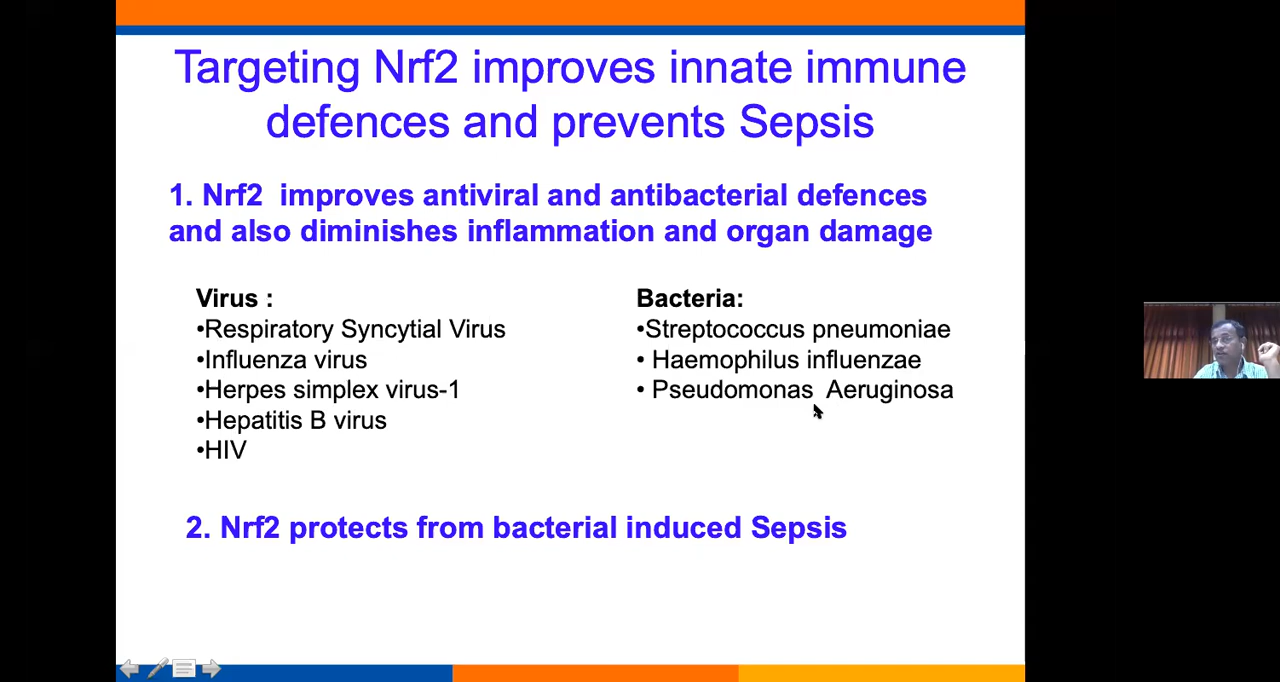 Targeting Nrf2 improves innate immune
defences and prevents Sepsis
1. Nrf2  improves antiviral and antibacterial defences
and also diminishes inflammation and organ damage
Virus :
•Respiratory Syncytial Virus
•Influenza virus
•Herpes simplex virus-1
•Hepatitis B virus
•HIV
Bacteria:
•Streptococcus pneumoniae
• Haemophilus influenzae
• Pseudomonas  Aeruginosa
2. Nrf2 protects from bacterial induced Sepsis